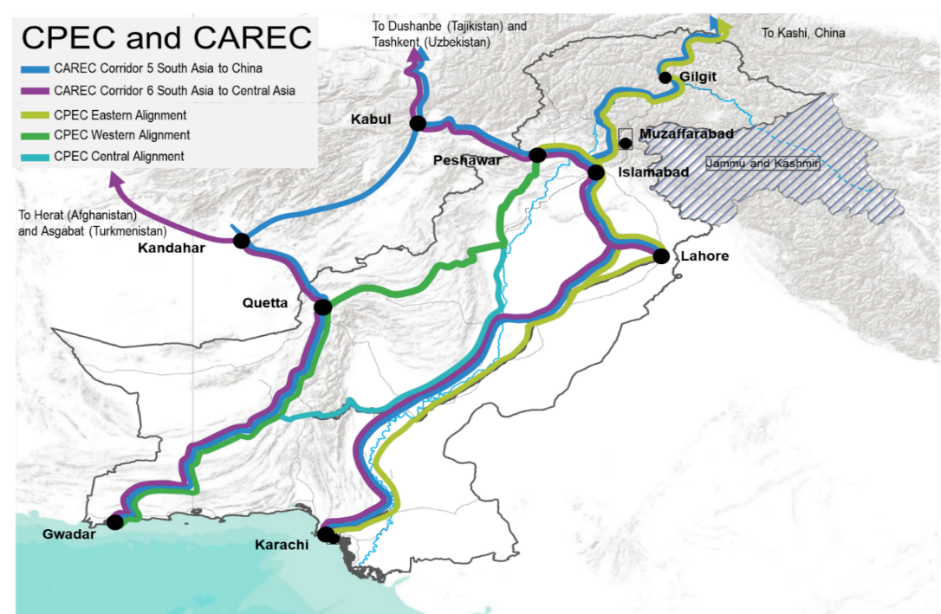 CPEC and CAREC
CAREC Corridor 5 South Asia to China
CAREC Corridor 6 South Asia to Central Asia
CPEC Eastern Alignment
CPEC Western Alignment
CPEC Central Alignment
To Dushanbe (Tajikistan) and
Tashkent (Uzbekistan)
To Kashi, China
Gilgit
Kabul
Muzaffarabad
Peshawar
Jammu and Kashmir
Islamabad
To Herat (Afghanistan)
and Asgabat (Turkmenistan)
Kandahar
Lahore
Quetta
Gwadar
Karachi